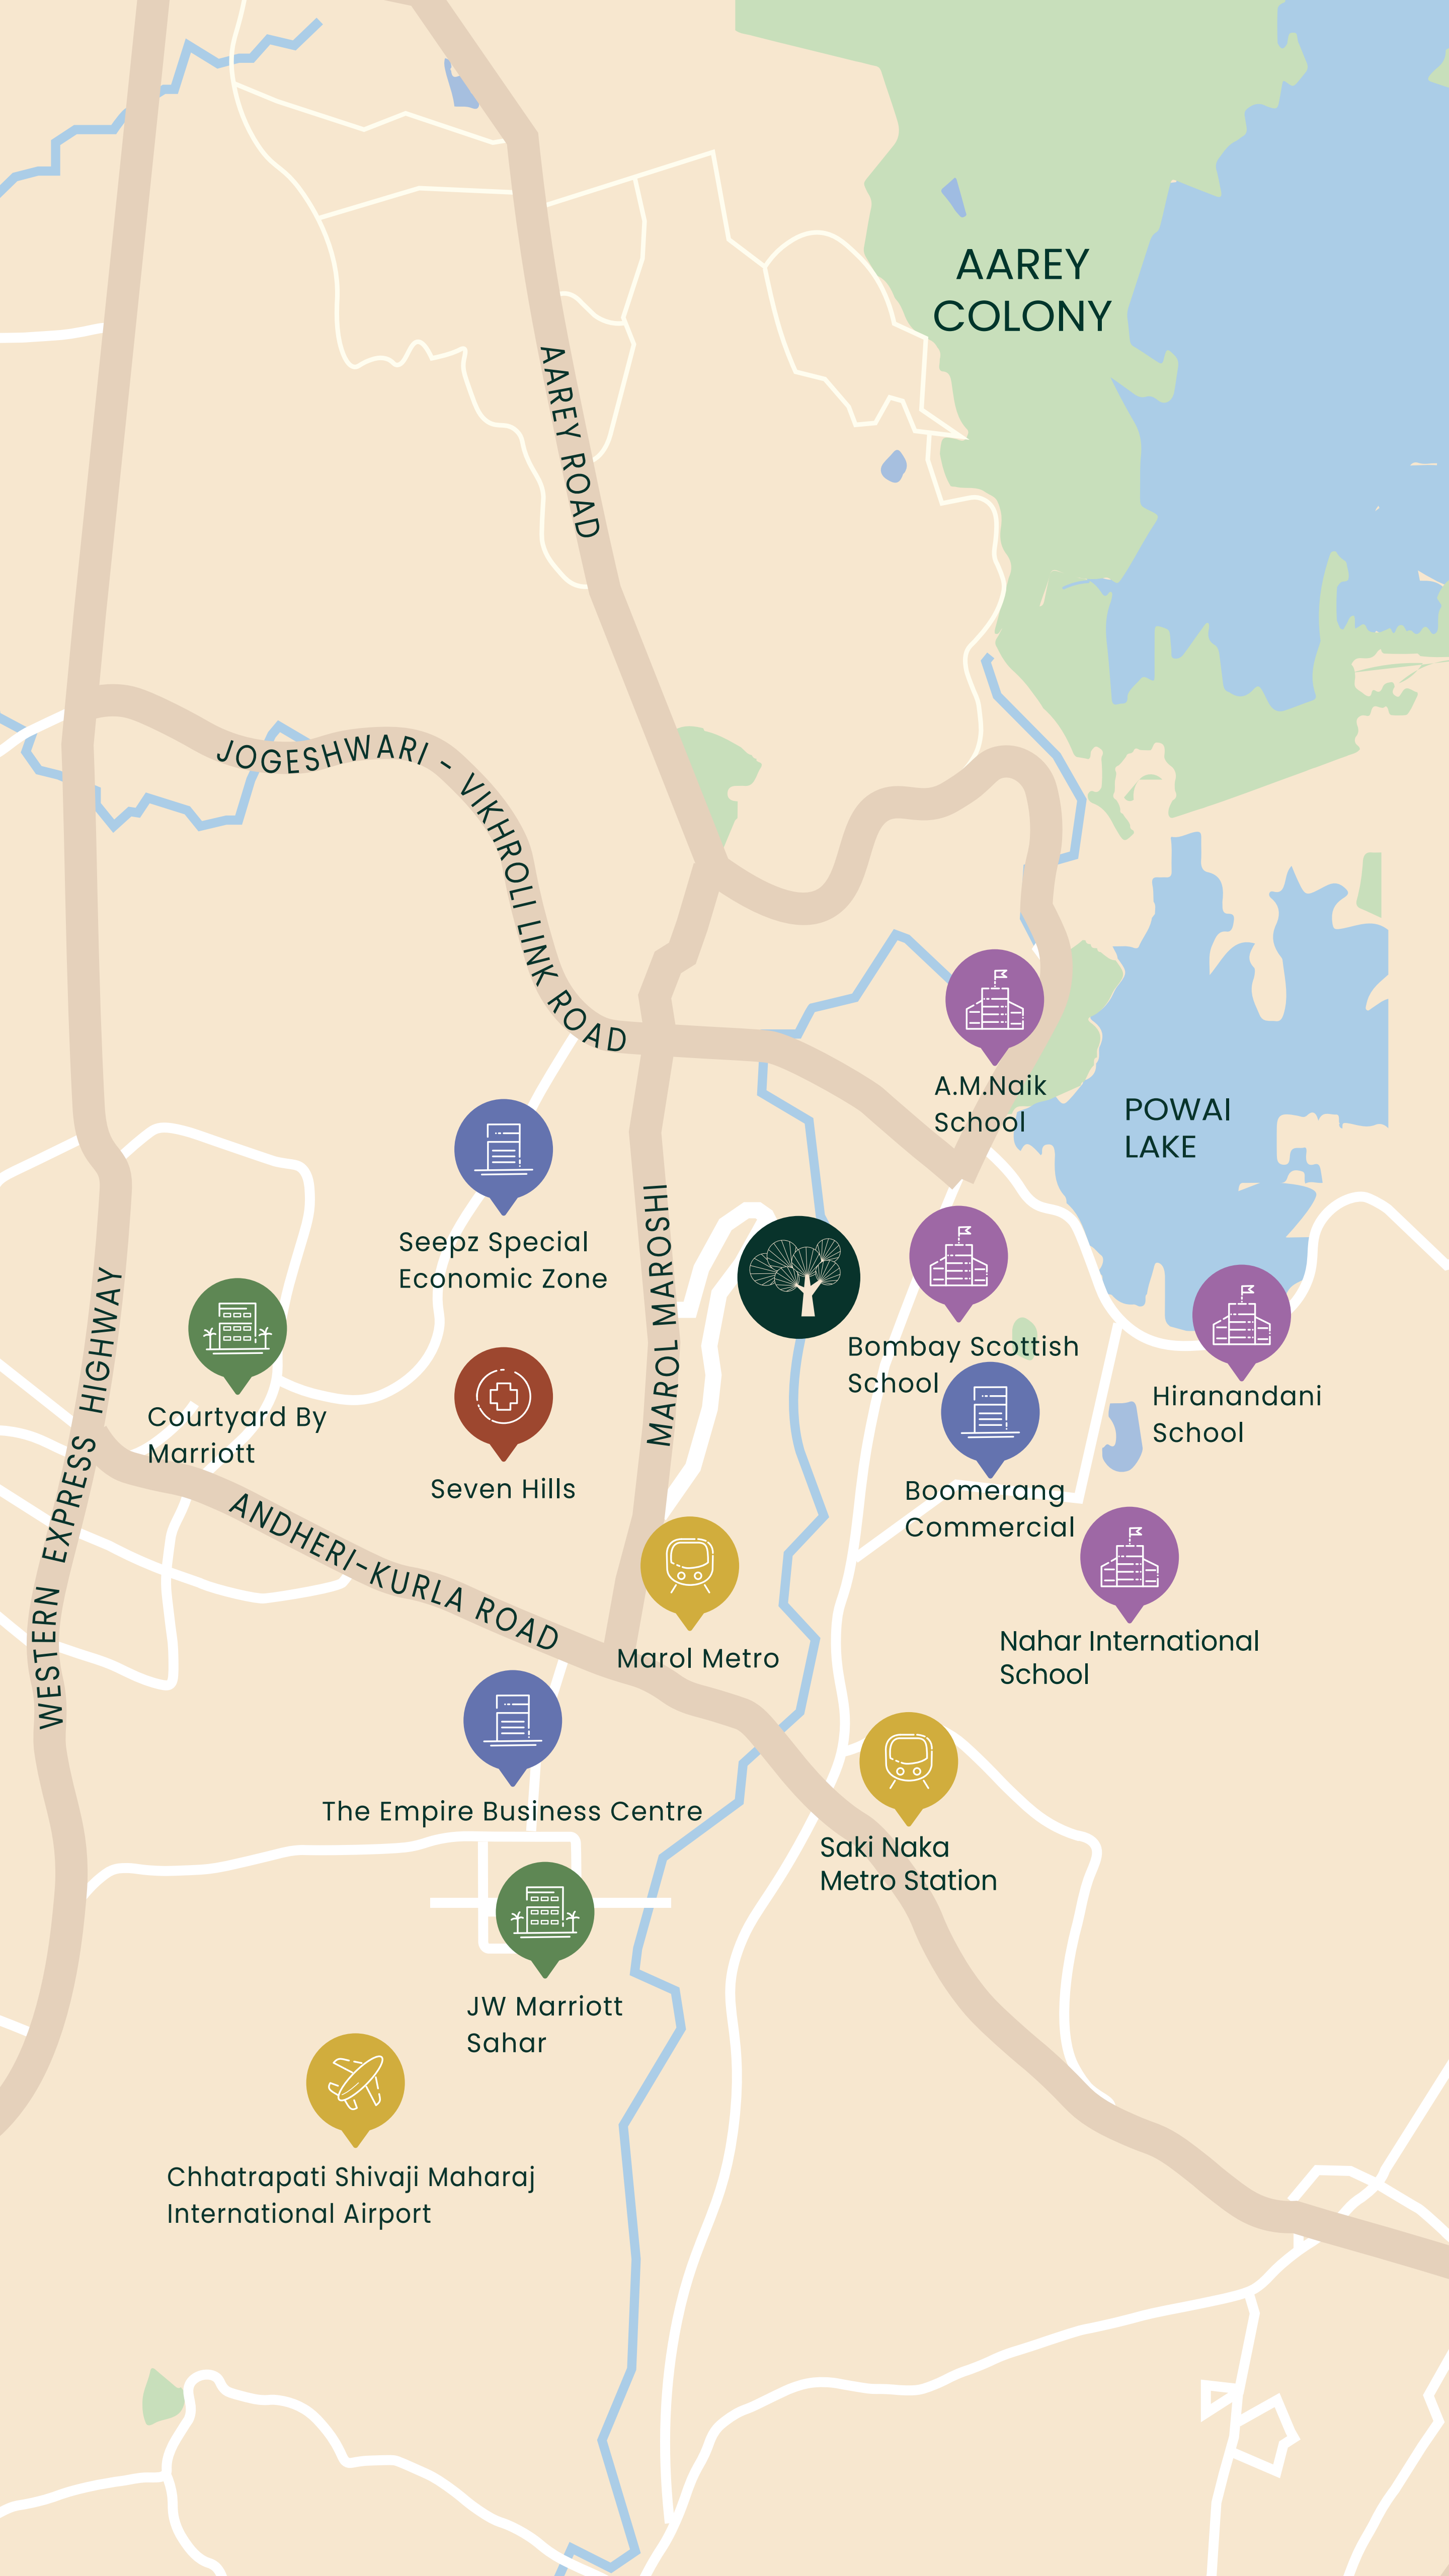 AAREY
COLONY
AAREY ROAD
JOGESHWARI - VIKHROLI LINK ROAD
A.M.Naik
School
POWAI
LAKE
Seepz Special
Economic Zone
MAROL MAROSHI
WESTERN EXPRESS HIGHWAY
Bombay Scottish
School
Hiranandani
School
Courtyard By
Marriott
Seven Hills
Boomerang
Commercial
ANDHERI-KURLA ROAD
Nahar International
School
Marol Metro
The Empire Business Centre
Saki Naka
Metro Station
JW Marriott
Sahar
Chhatrapati Shivaji Maharaj
International Airport